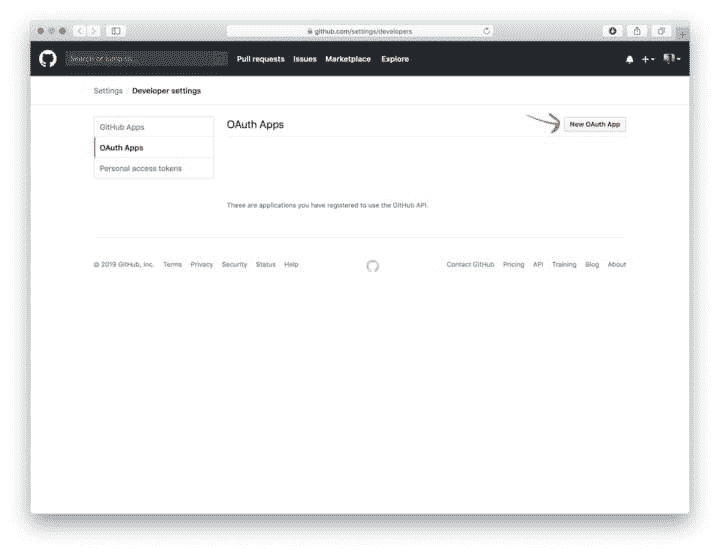 github.com/settings/developers
Search or jump to...
Pull requests Issues Marketplace Explore
Settings / Developer settings
GitHub Apps
OAuth Apps
Personal access tokens
OAuth Apps
New OAuth App
These are applications you have registered to use the GitHub API.
© 2019 GitHub, Inc. Terms Privacy Security Status Help
Contact GitHub Pricing API Training Blog About